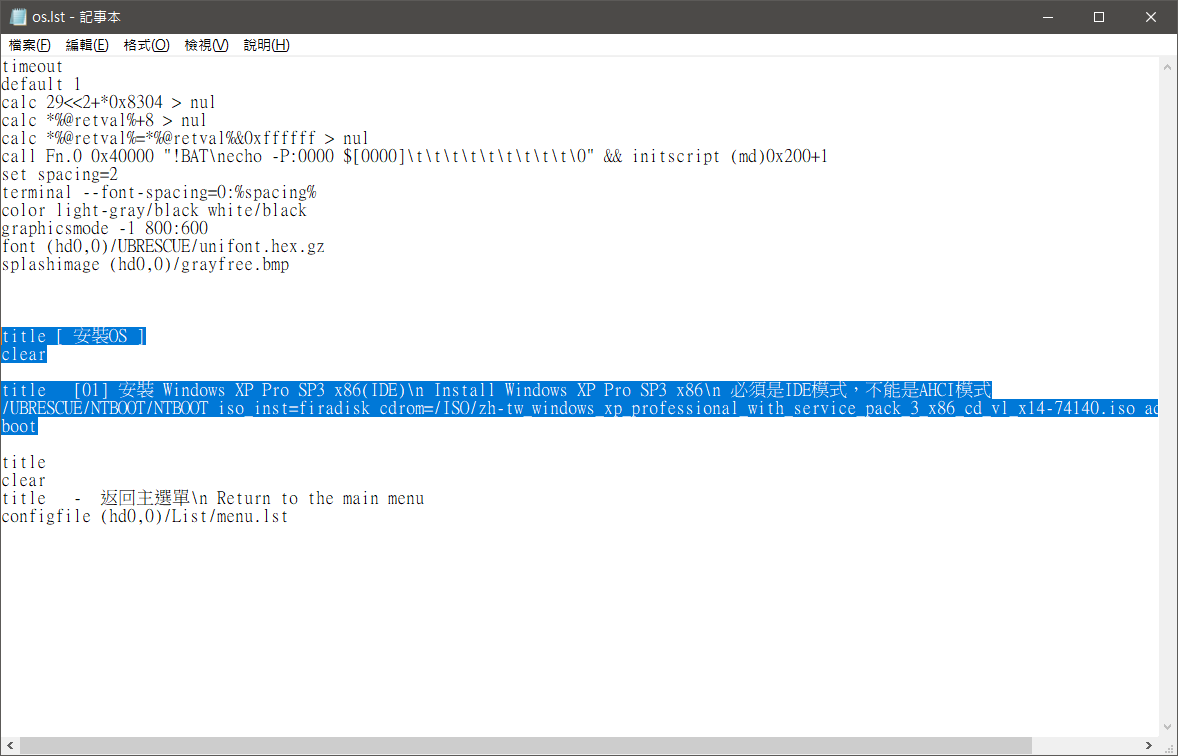 os.lst - 記事本
檔案(F) 編輯(E) 格式(O) 檢視(V) 說明(H)
timeout
default 1
calc 29<<2+*0x8304 > nul
calc *%@retval%+8 > nul
calc *%@retval%=*%@retval%&0xffffff > nul
call Fn.0 0x40000 "!BAT\necho -P:0000 $[0000]\t\t\t\t\t\t\t\t\t\0" && initscript (md)0x200+1
set spacing=2
terminal --font-spacing=0:%spacing%
color light-gray/black white/black
graphicsmode -1 800:600
font (hd0,0)/UBRESCUE/unifont.hex.gz
splashimage (hd0,0)/grayfree.bmp
title [ 安裝OS ]
clear
title [01] 安裝 Windows XP Pro SP3 x86(IDE)\n Install Windows XP Pro SP3 x86\n 必須是IDE模式，不能是AHCI模式
/UBRESCUE/NTBOOT/NTBOOT iso_inst=firadisk cdrom=/ISO/zh-tw_windows_xp_professional_with_service_pack_3_x86_cd_vl_x14-74140.iso
boot
title
clear
title - 返回主選單\n Return to the main menu
configfile (hd0,0)/List/menu.lst